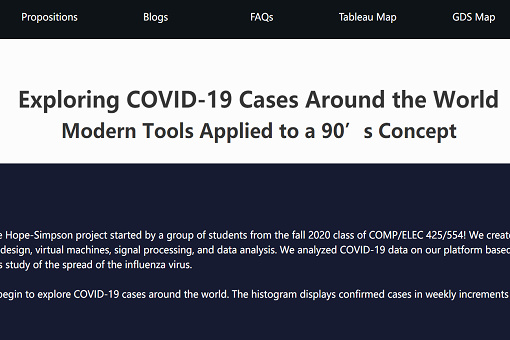 Propositions Blogs FAQs Tableau Map GDS Map
Exploring COVID-19 Cases Around the World
Modern Tools Applied to a 90’s Concept
Hope-Simpson project started by a group of students from the fall 2020 class of COMP/ELEC 425/554! We
design, virtual machines, signal processing, and data analysis. We analyzed COVID-19 data on our platform
study of the spread of the influenza virus.
begin to explore COVID-19 cases around the world. The histogram displays confirmed cases in weekly increments